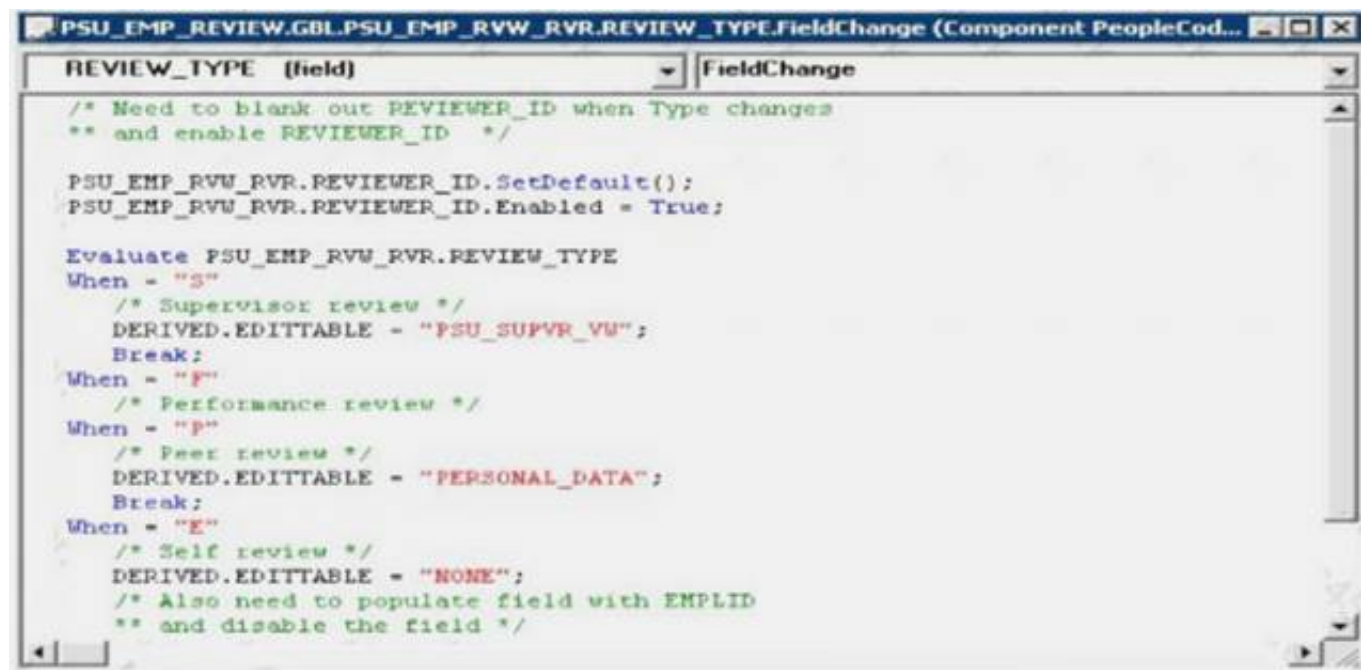 PSU_EMP_REVIEW.GBL.PSU_EMP_RVW_RVR.REVIEW_TYPE.FieldChange (Component PeopleCod...
REVIEW_TYPE (field) FieldChange
/* Need to blank out REVIEWER_ID when Type changes
** and enable REVIEWER_ID */
PSU_EMP_RVW_RVR.REVIEWER_ID.SetDefault();
PSU_EMP_RVW_RVR.REVIEWER_ID.Enabled = True;
Evaluate PSU_EMP_RVW_RVR.REVIEW_TYPE
When = "S"
/* Supervisor review */
DERIVED.EDITTABLE = "PSU_SUPVR_VW";
Break;
When = "F"
/* Performance review */
When = "P"
/* Peer review */
DERIVED.EDITTABLE = "PERSONAL_DATA";
Break;
When = "E"
/* Self review */
DERIVED.EDITTABLE = "NONE";
/* Also need to populate field with EMPLID
** and disable the field */